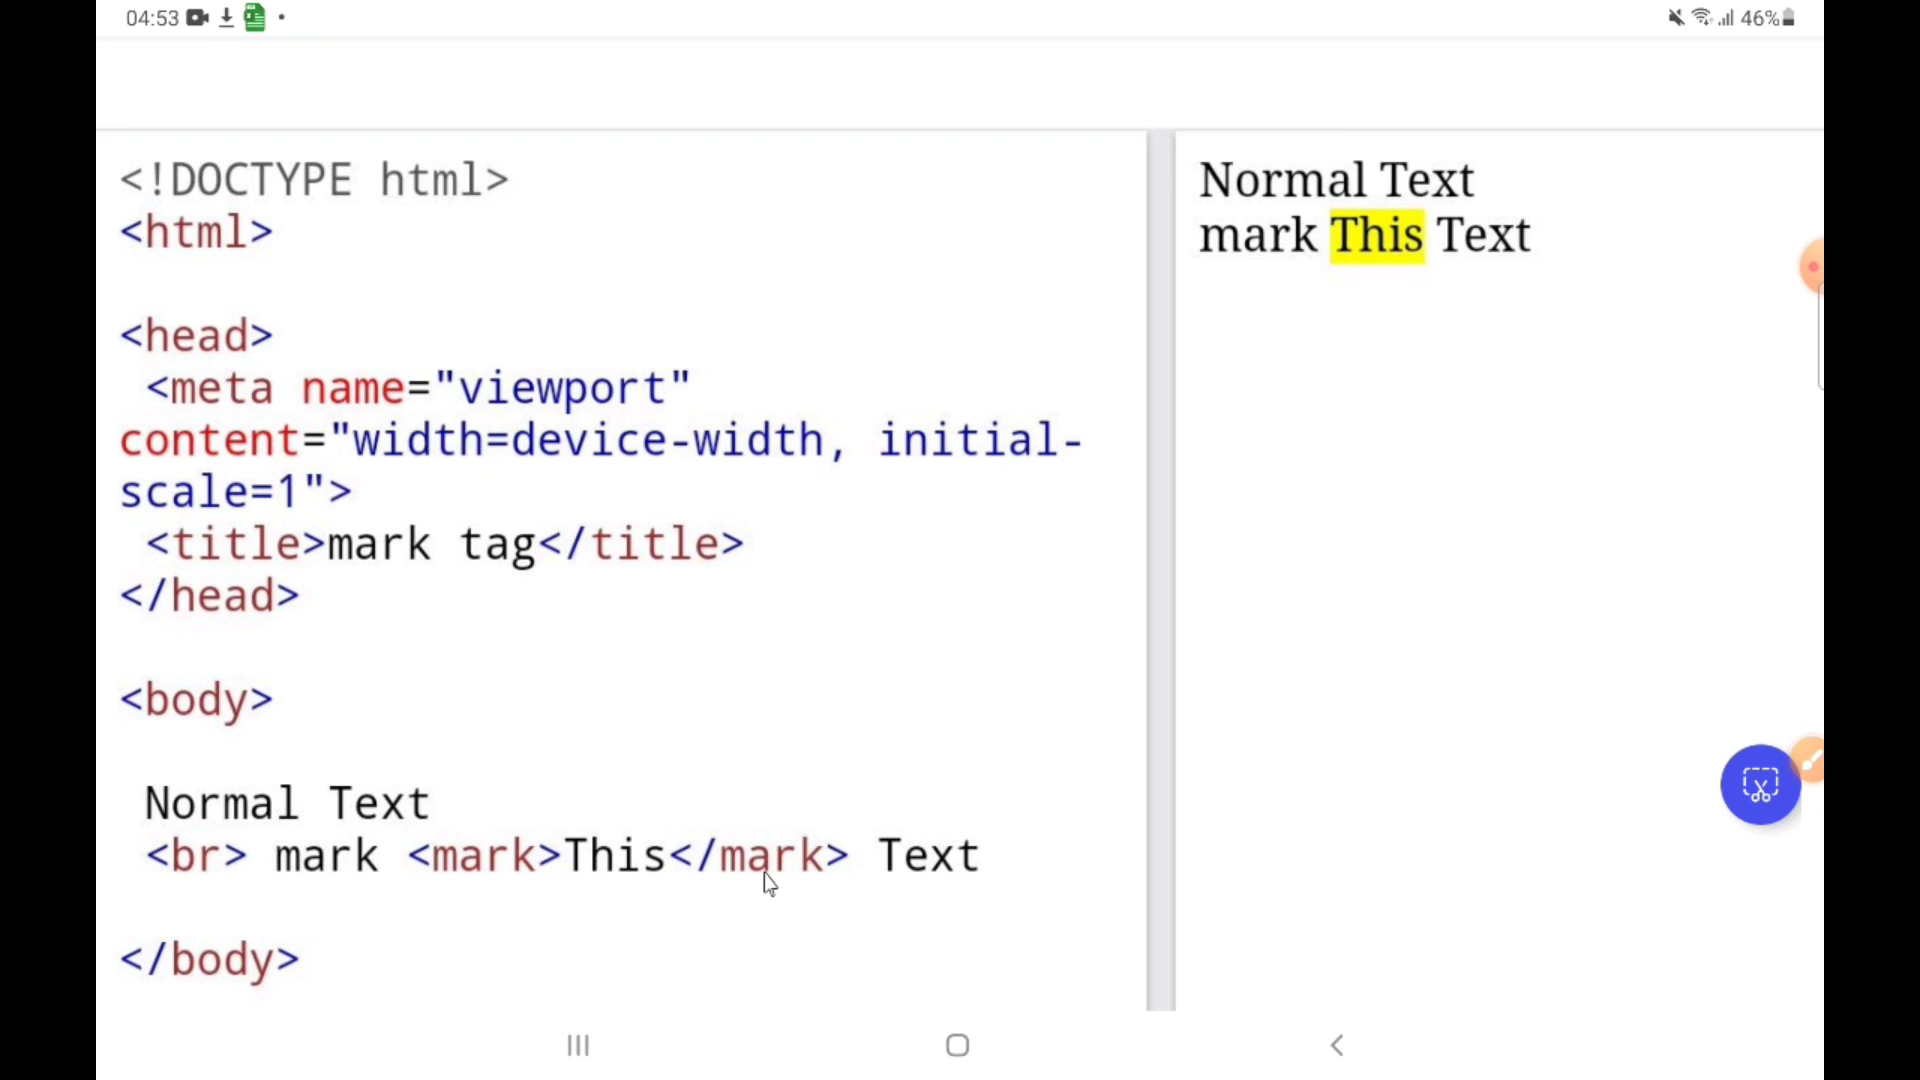 04:53
46%
<!DOCTYPE html>
<html>
<head>
<meta name="viewport"
content="width=device-width, initial-
scale=1">
<title>mark tag</title>
</head>
<body>
Normal Text
<br> mark <mark>This</mark> Text
</body>
Normal Text
mark This Text